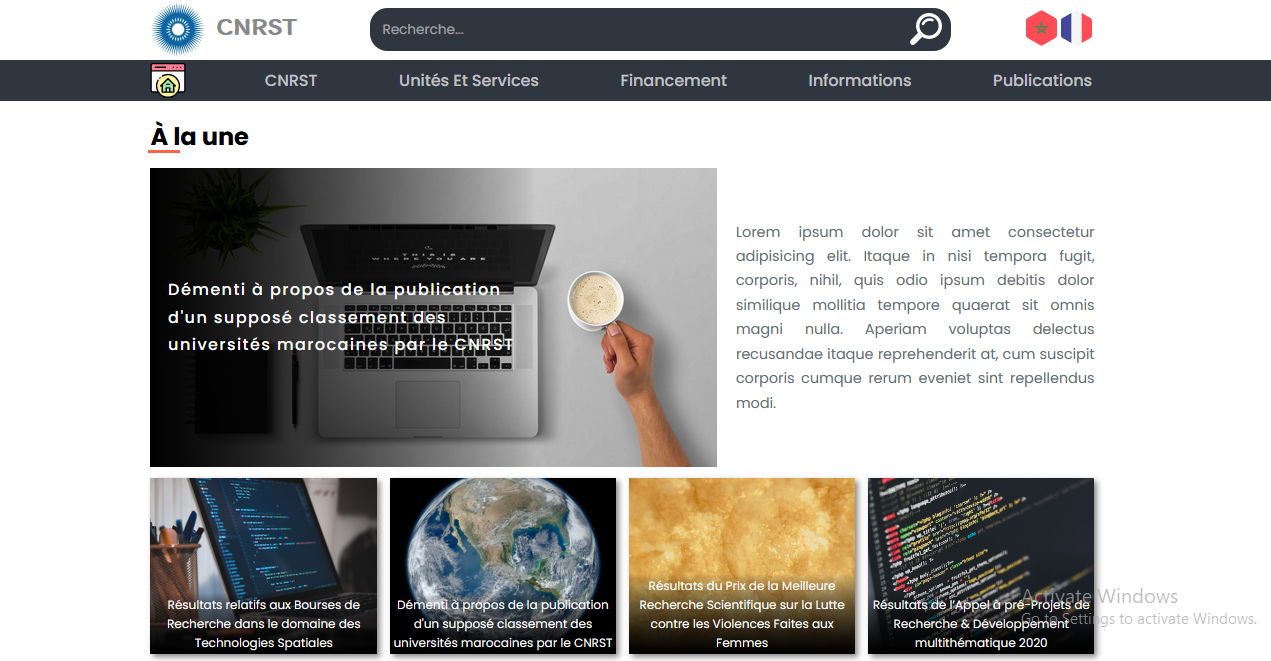 CNRST
Recherche...
CNRST
Unités Et Services
Financement
Informations
Publications
À la une
THIS IS
WHERE YOU ARE
Démenti à propos de la publication
d'un supposé classement des
universités marocaines par le CNRST
Lorem ipsum dolor sit amet consectetur
adipisicing elit. Itaque in nisi tempora fugit,
corporis, nihil, quis odio ipsum debitis dolor
similique mollitia tempore quaerat sit omnis
magni nulla. Aperiam voluptas delectus
recusandae itaque reprehenderit at, cum suscipit
corporis cumque rerum eveniet sint repellendus
modi.
Résultats relatifs aux Bourses de
Recherche dans le domaine des
Technologies Spatiales
Démenti à propos de la publication
d'un supposé classement des
universités marocaines par le CNRST
Résultats du Prix de la Meilleure
Recherche Scientifique sur la Lutte
contre les Violences Faites aux
Femmes
Résultats de l'Appel à pré-Projets de
Recherche & Développement
multithématique 2020
Activate Windows
Go to Settings to activate Windows.